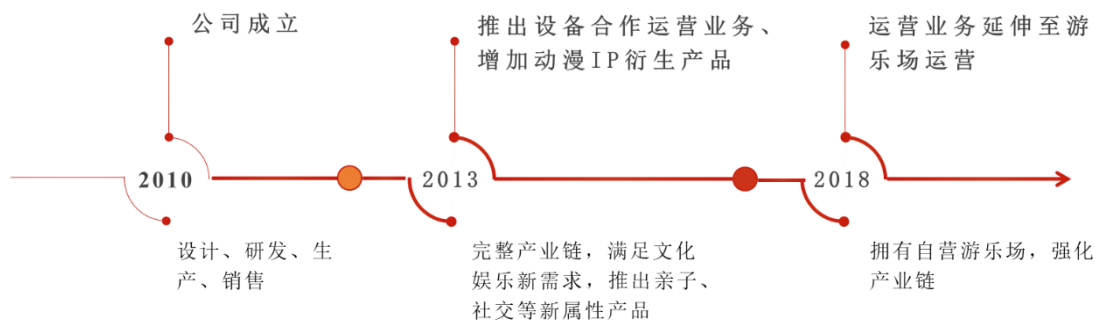 公司成立
推出设备合作运营业务、
增加动漫IP衍生产品
运营业务延伸至游
乐场运营
2010
2013
2018
设计、研发、生
产、销售
完整产业链，满足文化
娱乐新需求，推出亲子、
社交等新属性产品
拥有自营游乐场，强化
产业链